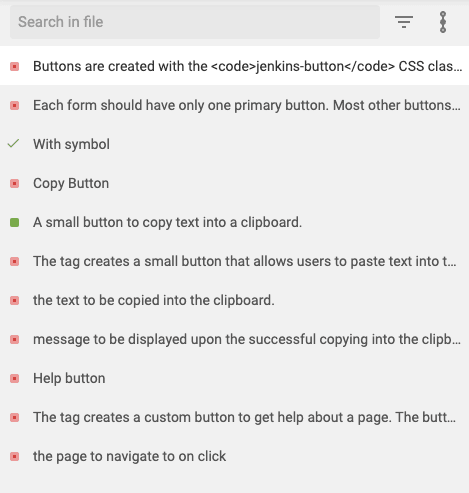 Search in file
Buttons are created with the <code>jenkins-button</code> CSS clas...
Each form should have only one primary button. Most other buttons...
With symbol
Copy Button
A small button to copy text into a clipboard.
The tag creates a small button that allows users to paste text into t...
the text to be copied into the clipboard.
message to be displayed upon the successful copying into the clipb...
Help button
The tag creates a custom button to get help about a page. The butt...
the page to navigate to on click